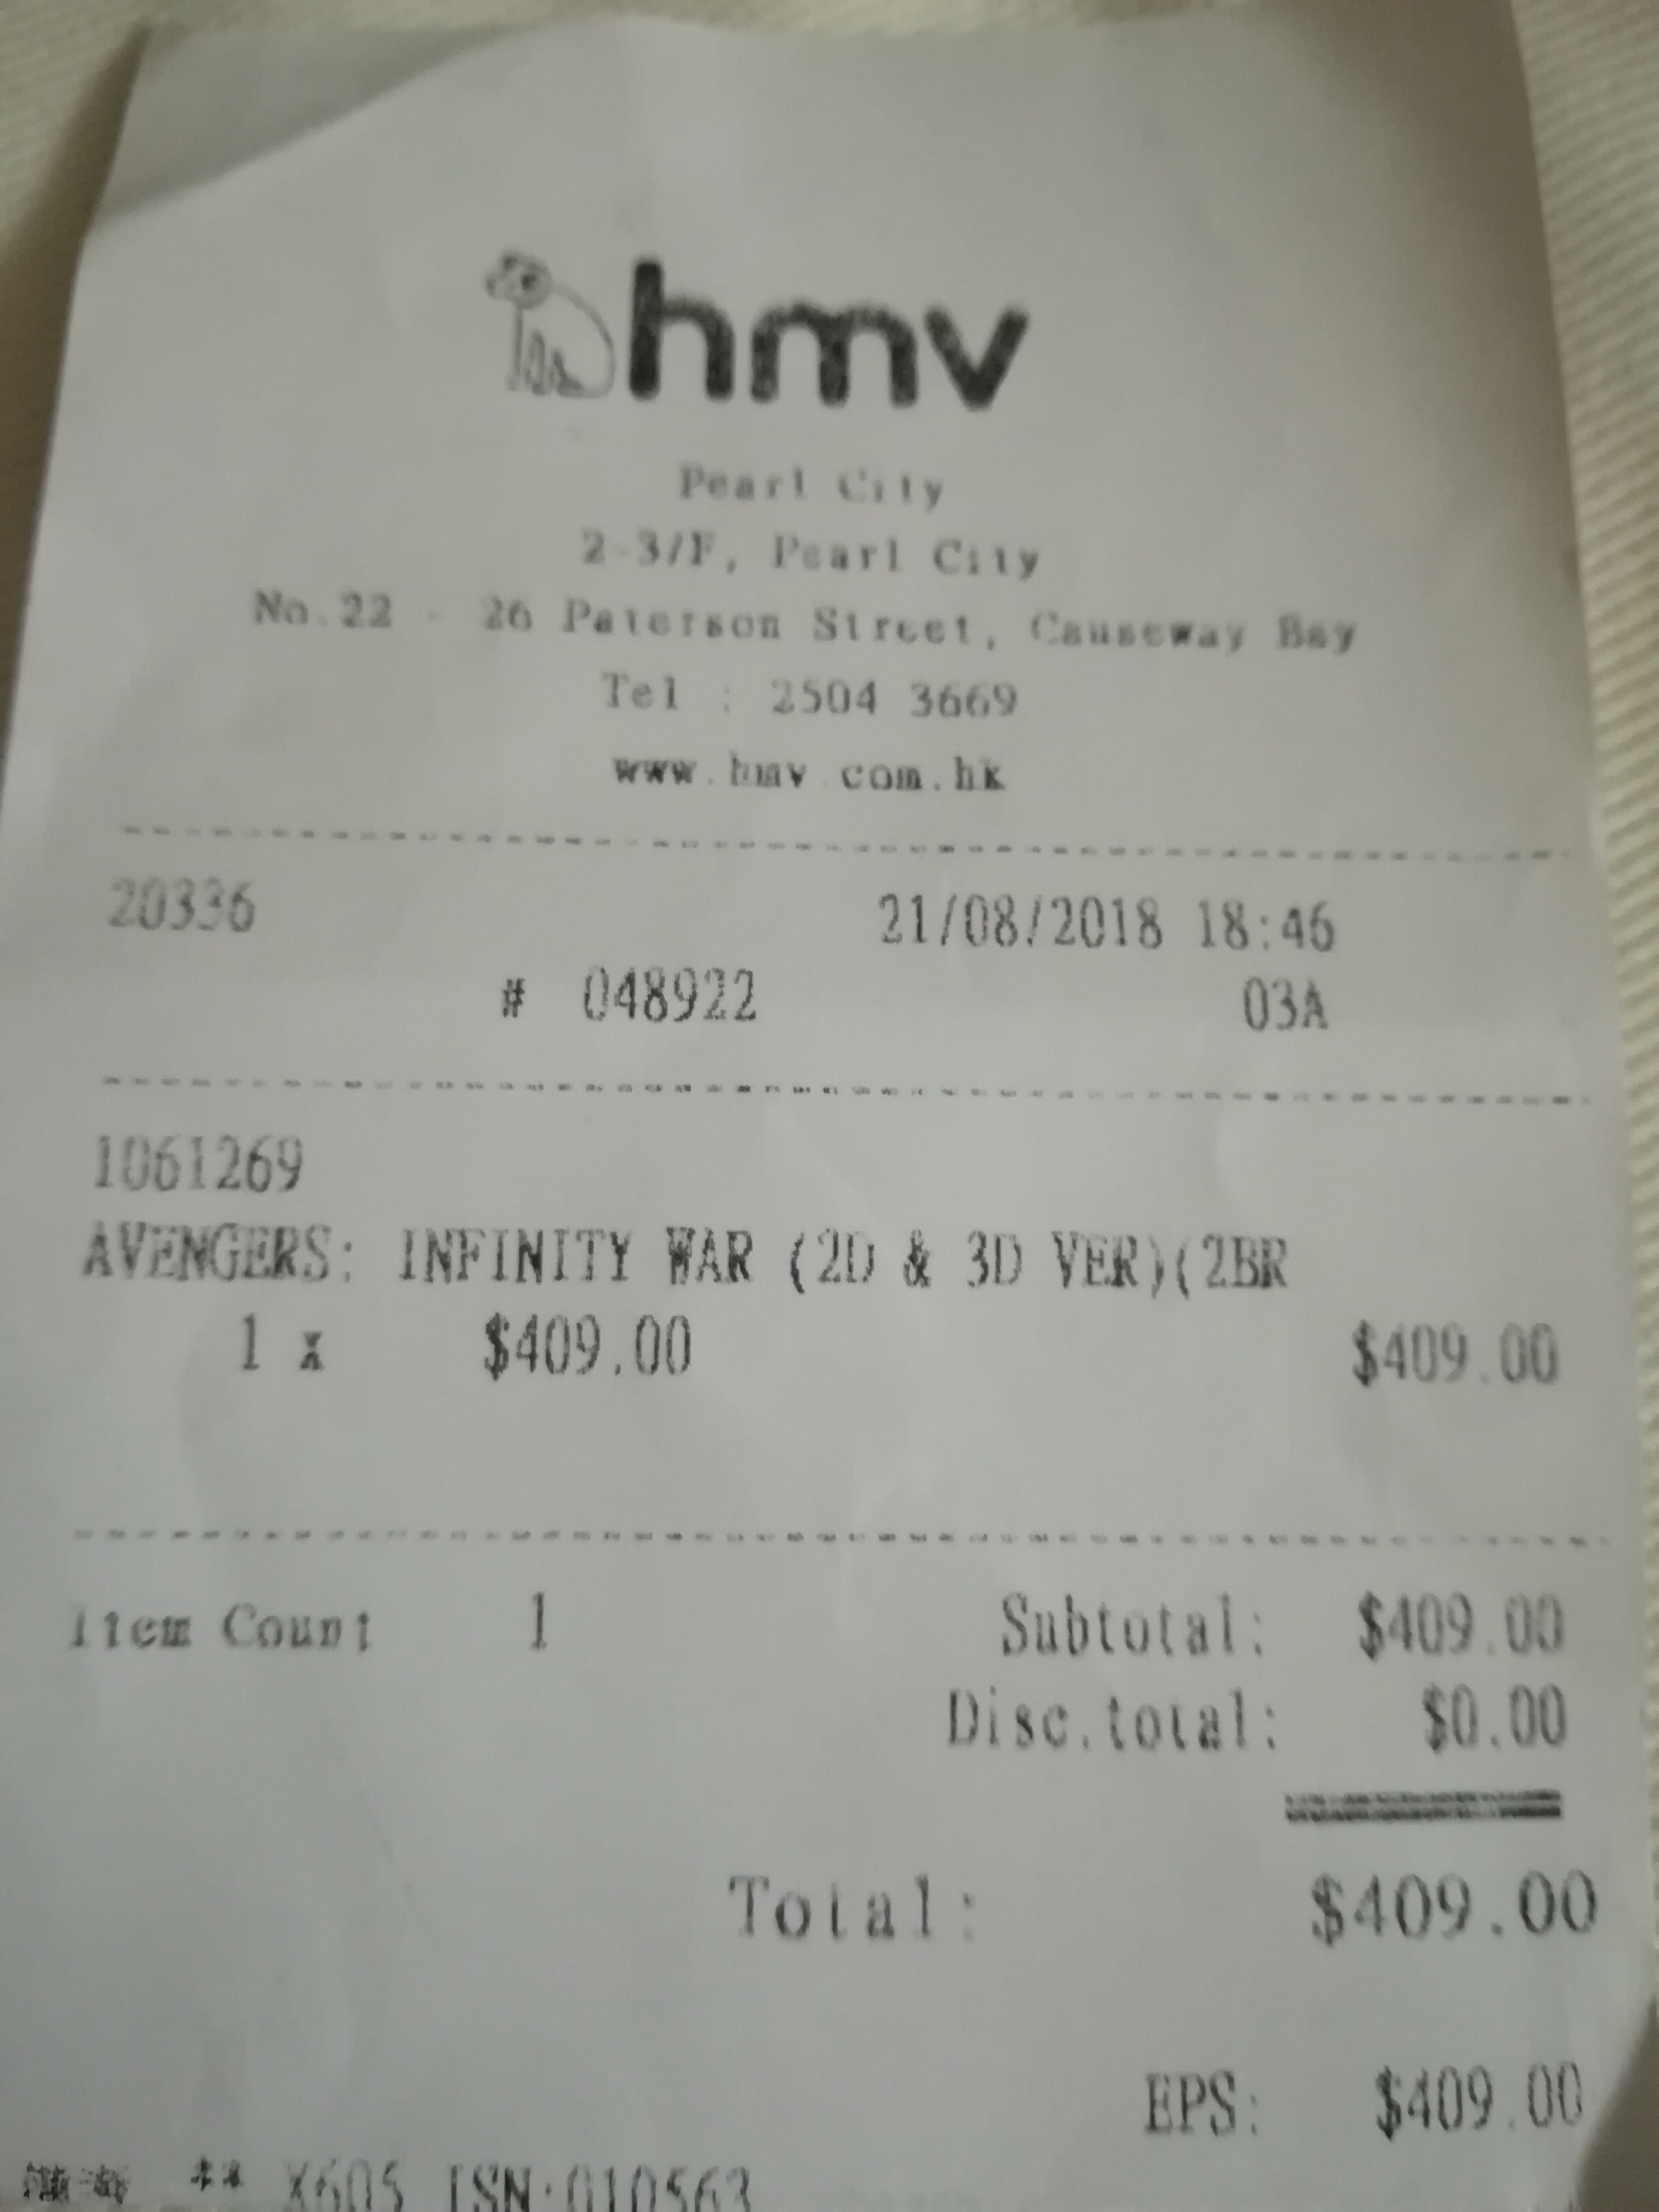 hmv
Pearl City
2-3/F, Pearl City
No.22 - 26 Paterson Street, Causeway Bay
Tel : 2504 3669
www.hmv.com.hk
20336 21/08/2018 18:46
# 048922 03A
1061269
AVENGERS: INFINITY WAR (2D & 3D VER)(2BR
1 x $409.00 $409.00
Item Count 1 Subtotal: $409.00
Disc.total: $0.00
Total: $409.00
EPS: $409.00
** X605 ISN:010563